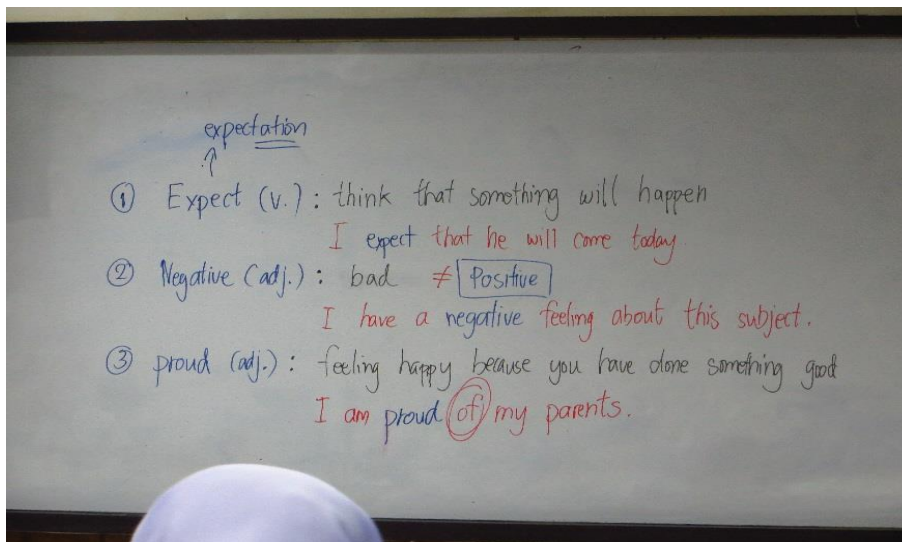 expectation
① Expect (v.) : think that something will happen
I expect that he will come today.
② Negative (adj.) : bad ≠ Positive
I have a negative feeling about this subject.
③ proud (adj.) : feeling happy because you have done something good
I am proud of my parents.